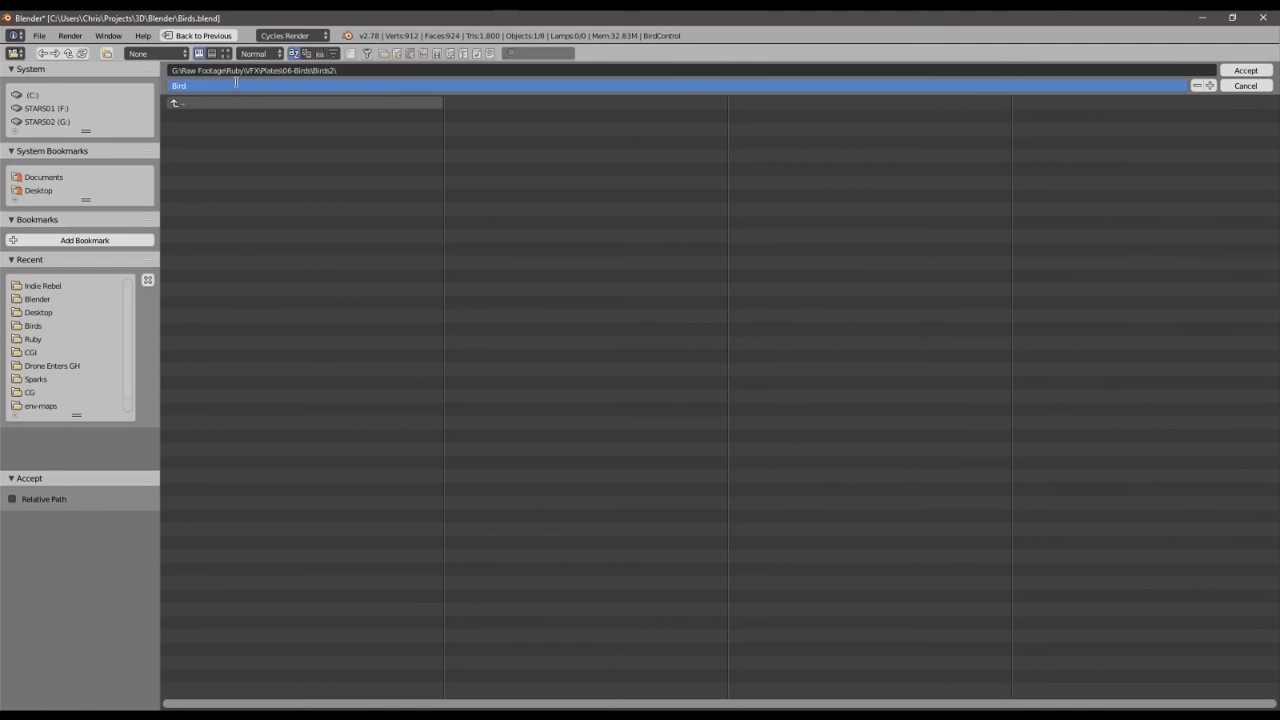 Blender* [C:\Users\Chris\Projects\3D\Blender\Birds.blend]
File Render Window Help Back to Previous Cycles Render v2.78 | Verts:912 | Faces:924 | Tris:1,800 | Objects:1/8 | Lamps:0/0 | Mem:32.83M | BirdControl
None Normal
System
G:\Raw Footage\Ruby\VFX\Plates\06-Birds\Birds2\
Accept
Bird
Cancel
(C:)
..
STARS01 (F:)
STARS02 (G:)
System Bookmarks
Documents
Desktop
Bookmarks
Add Bookmark
Recent
Indie Rebel
Blender
Desktop
Birds
Ruby
CGI
Drone Enters GH
Sparks
CG
env-maps
Accept
Relative Path